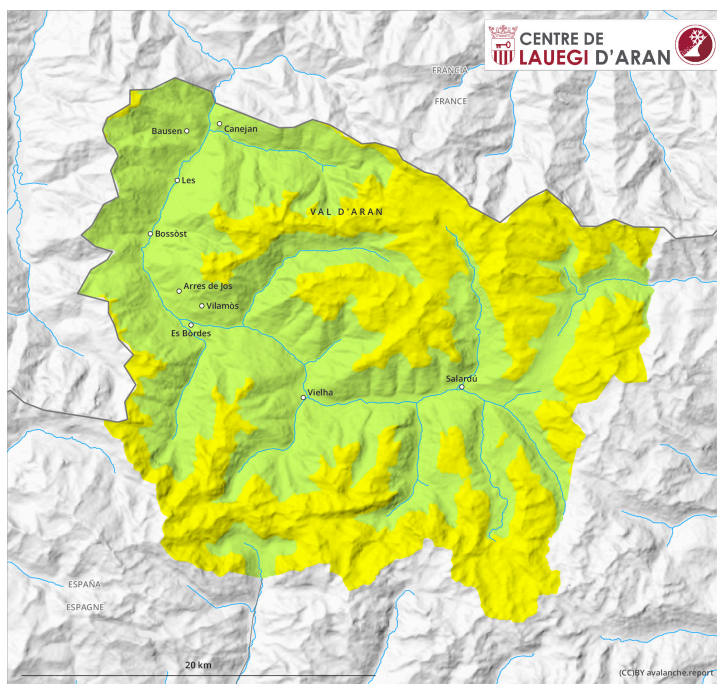 CENTRE DE
LAUEGI D'ARAN
FRANCIA
FRANCE
Bausen
Canejan
Les
VAL D'ARAN
Bossòst
Arres de Jos
Vilamòs
Es Bòrdes
Salardú
Vielha
ESPAÑA
ESPAGNE
20 km
(CC)BY avalanche.report